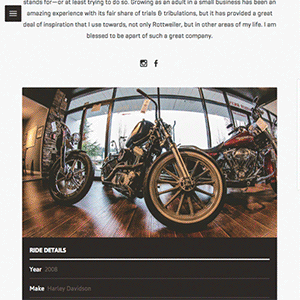 stands for—or at least trying to do so. Growing as an adult in a small business has been an
amazing experience with its fair share of trials & tribulations, but it has provided a great
deal of inspiration that I use towards, not only Rottweiler, but in other areas of my life. I am
blessed to be apart of such a great company.
RIDE DETAILS
Year 2008
Make Harley Davidson